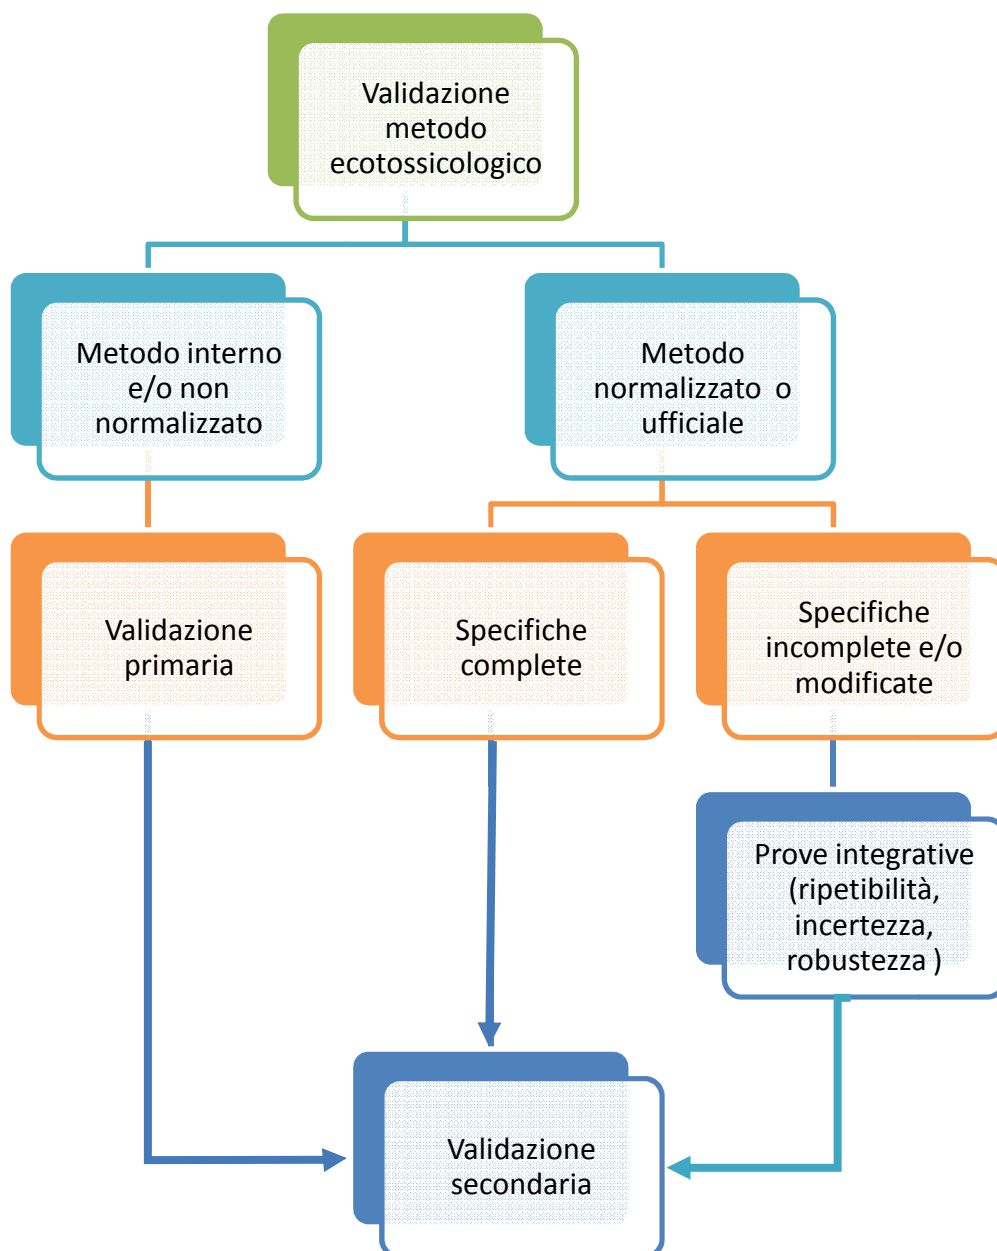 Validazione
metodo
ecotossicologico
Metodo interno
e/o non
normalizzato
Metodo
normalizzato o
ufficiale
Validazione
primaria
Specifiche
complete
Specifiche
incomplete e/o
modificate
Prove integrative
(ripetibilità,
incertezza,
robustezza )
Validazione
secondaria